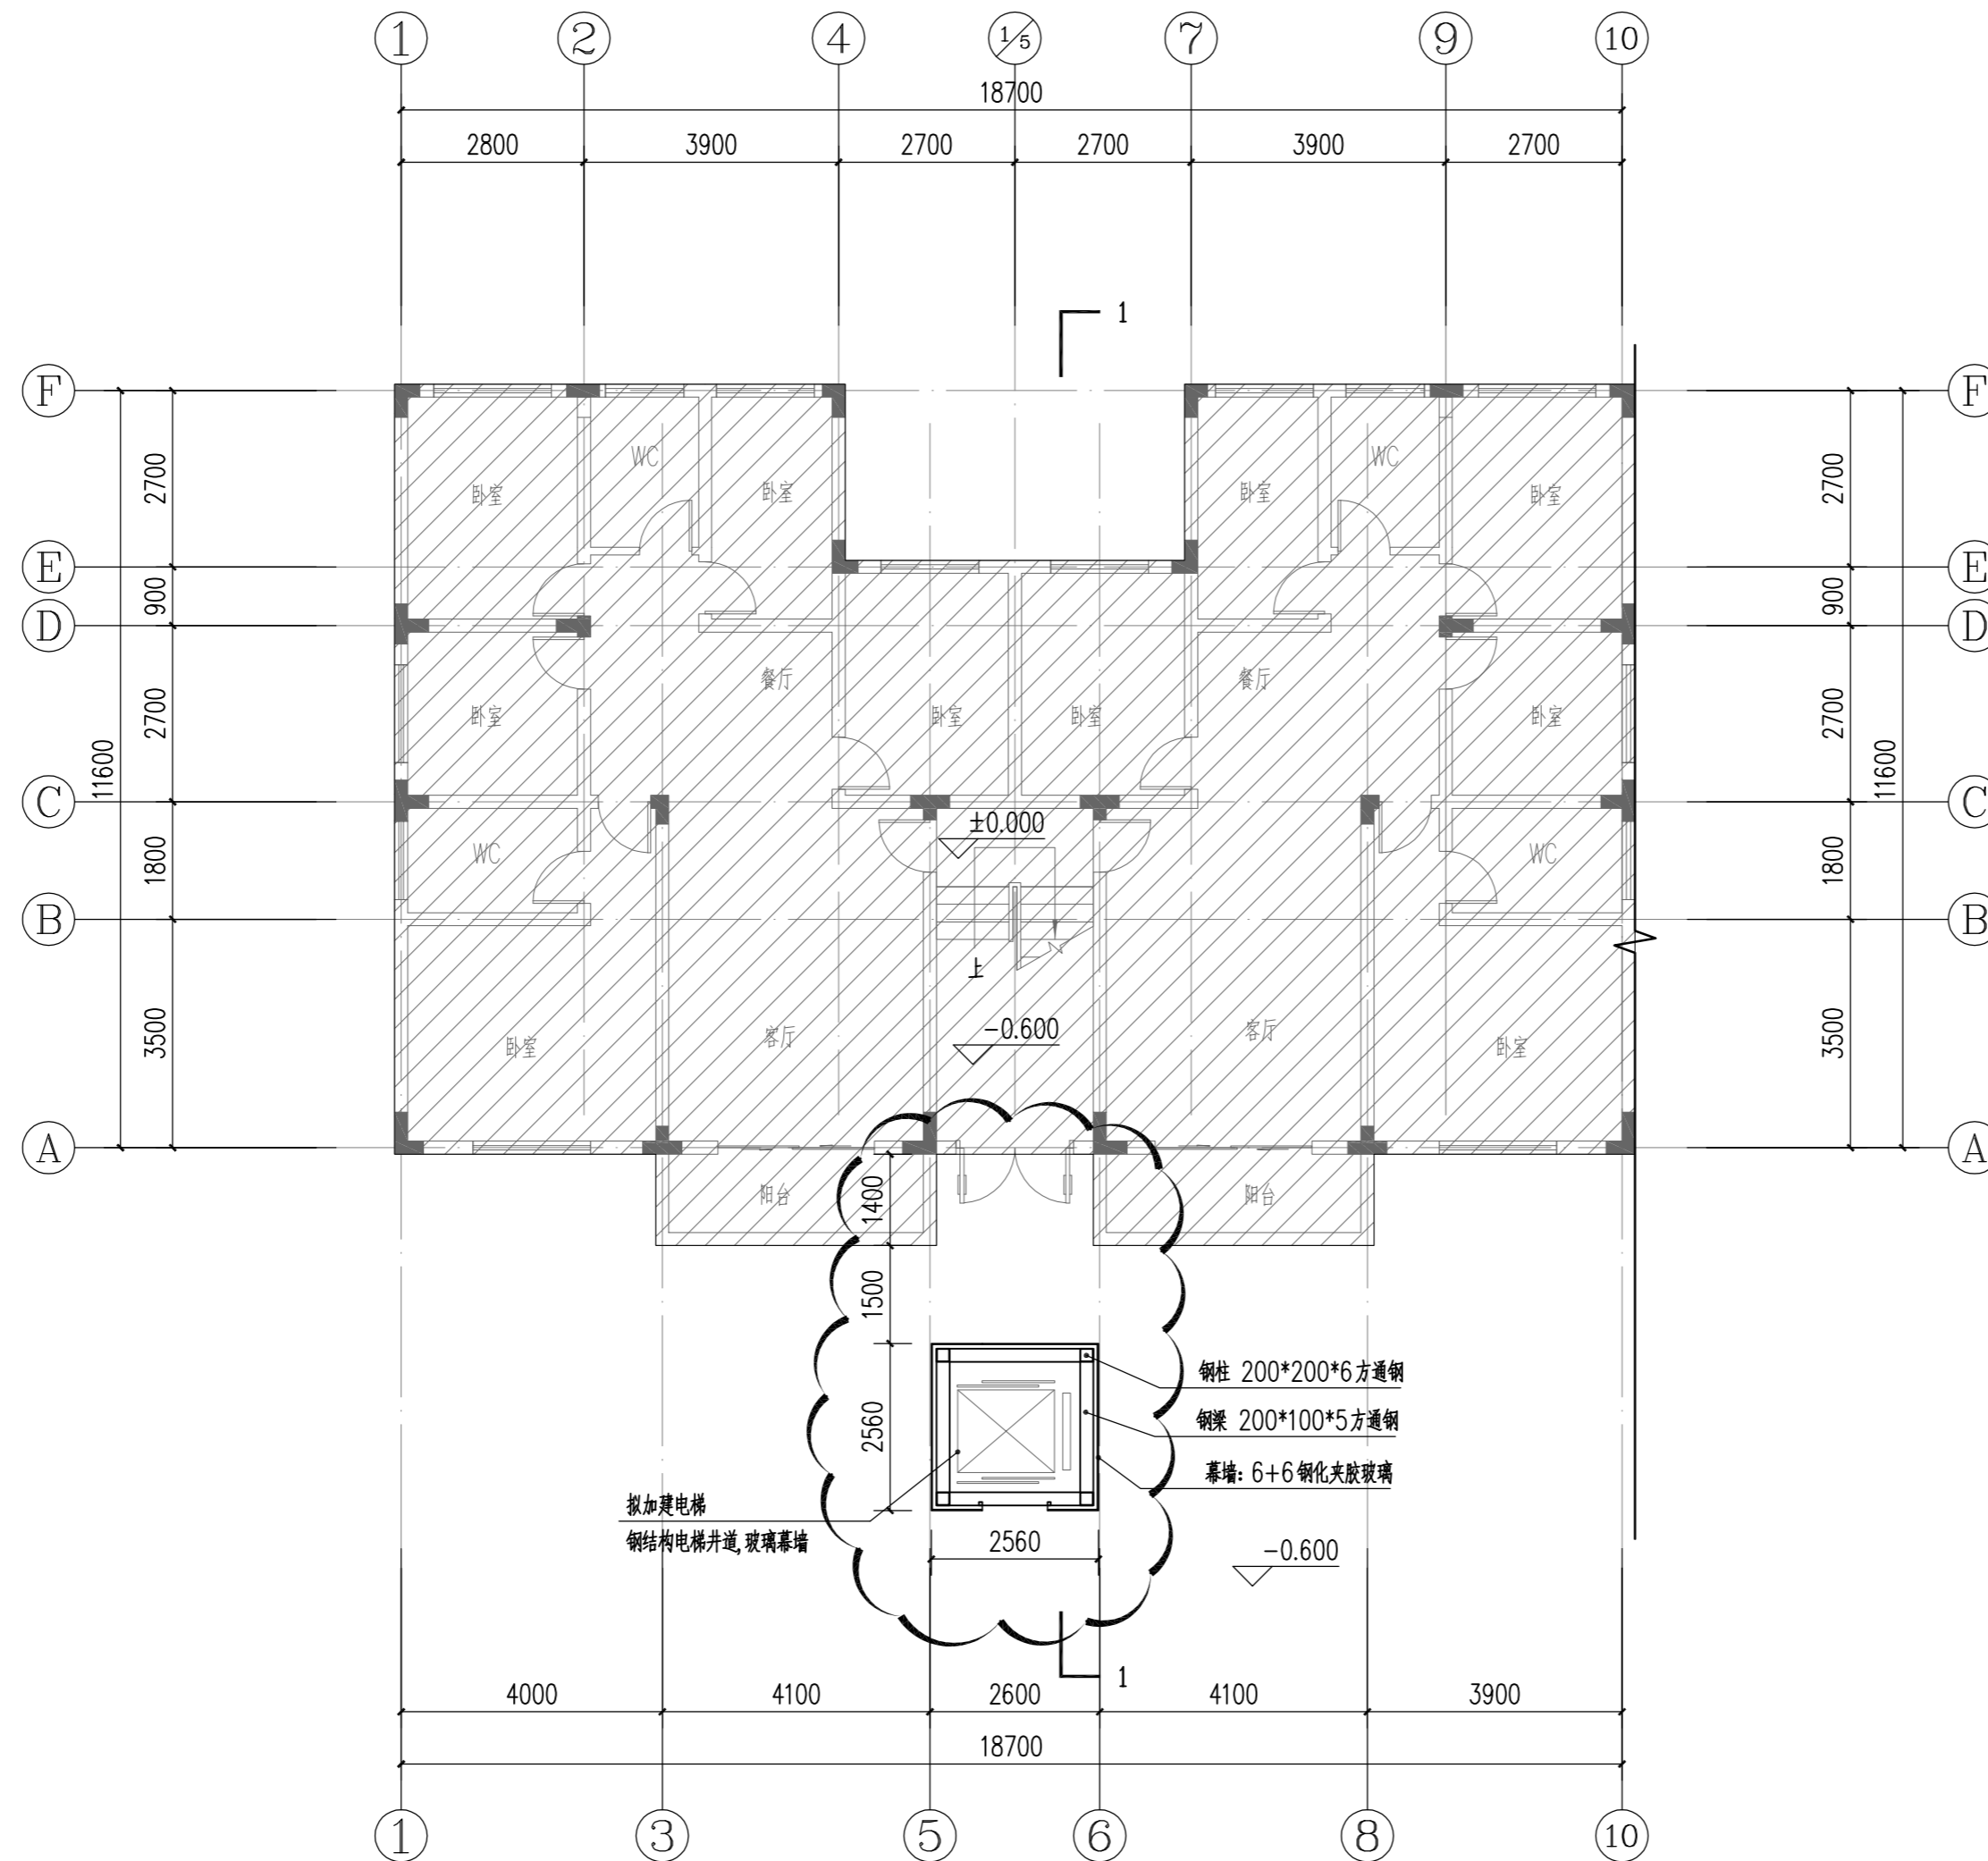 1 2 4 1/5 7 9 10
18700
2800 3900 2700 2700 3900 2700
1
F F
2700 WC WC 2700
卧室 卧室 卧室 卧室
E E
900 900
D D
餐厅 餐厅
2700 卧室 卧室 卧室 卧室 2700
11600 11600
C C
±0.000
1800 WC WC 1800
B B
上
3500 卧室 客厅 -0.600 客厅 卧室 3500
A A
1400 阳台 阳台
1500
钢柱 200*200*6方通钢
2560 钢梁 200*100*5方通钢
幕墙: 6+6钢化夹胶玻璃
拟加建电梯
钢结构电梯井道,玻璃幕墙
2560 -0.600
1
4000 4100 2600 4100 3900
18700
1 3 5 6 8 10